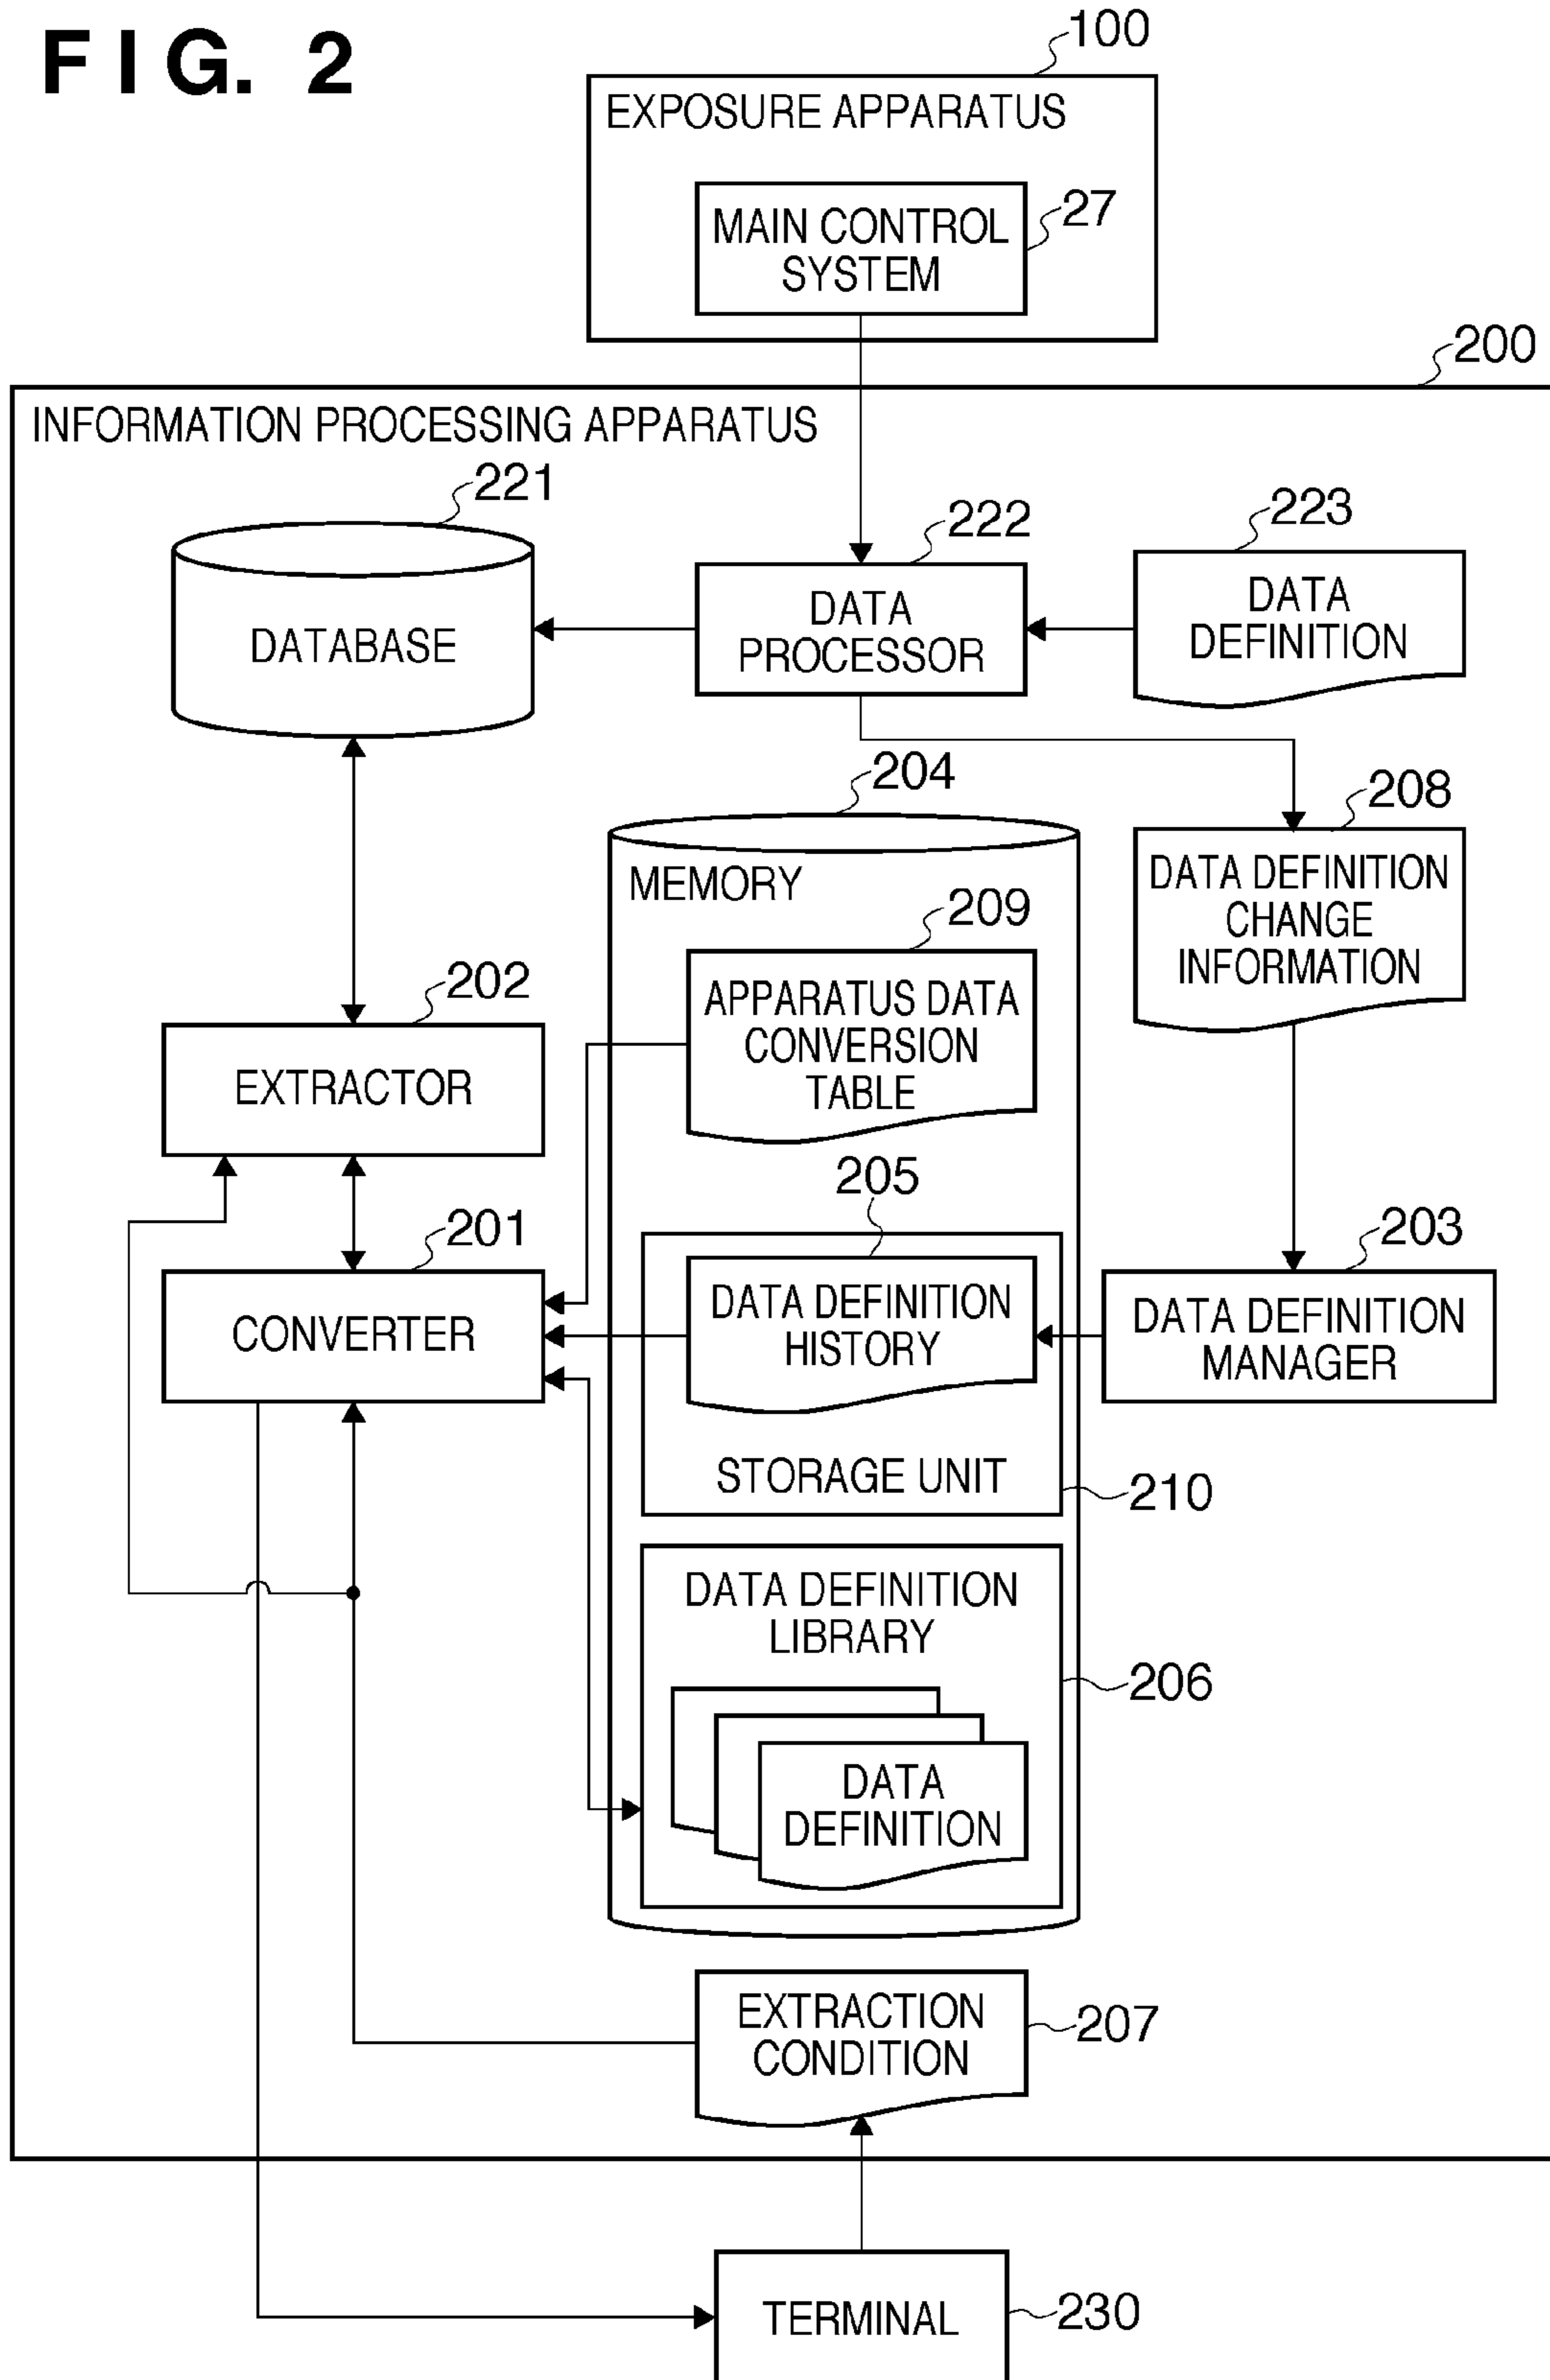 FIG. 2
100
EXPOSURE APPARATUS
27
MAIN CONTROL
SYSTEM
200
INFORMATION PROCESSING APPARATUS
221
DATABASE
222
DATA
PROCESSOR
223
DATA
DEFINITION
204
MEMORY
208
DATA DEFINITION
CHANGE
INFORMATION
209
APPARATUS DATA
CONVERSION
TABLE
202
EXTRACTOR
205
DATA DEFINITION
HISTORY
STORAGE UNIT
210
201
CONVERTER
203
DATA DEFINITION
MANAGER
DATA DEFINITION
LIBRARY
206
DATA
DEFINITION
EXTRACTION
CONDITION
207
TERMINAL
230